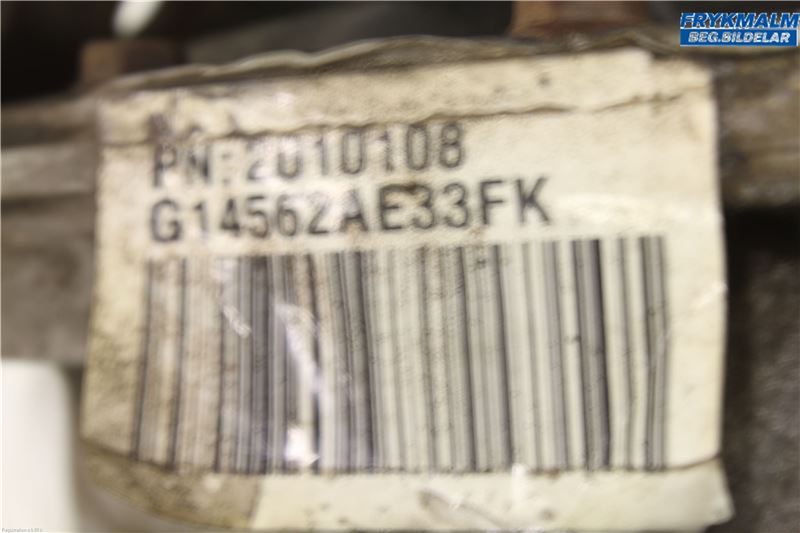 FRYKMALM
BEG.BILDELAR
PN:2010108
G14562AE33FK